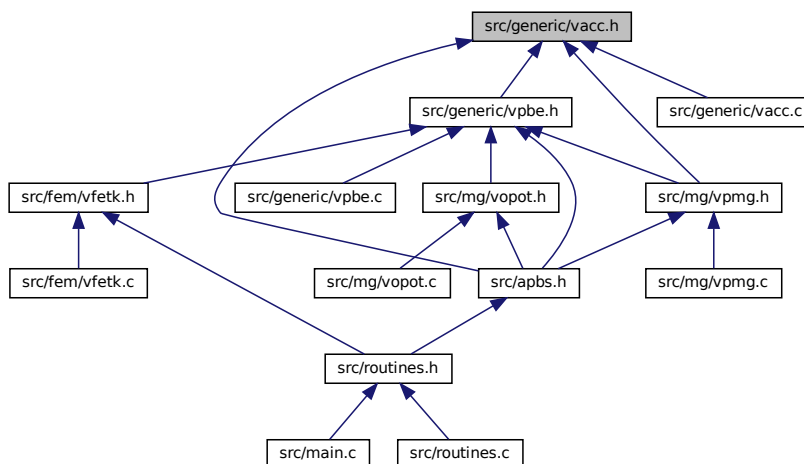 src/generic/vacc.h
src/generic/vpbe.h
src/generic/vacc.c
src/fem/vfetk.h
src/generic/vpbe.c
src/mg/vopot.h
src/mg/vpmg.h
src/fem/vfetk.c
src/mg/vopot.c
src/apbs.h
src/mg/vpmg.c
src/routines.h
src/main.c
src/routines.c